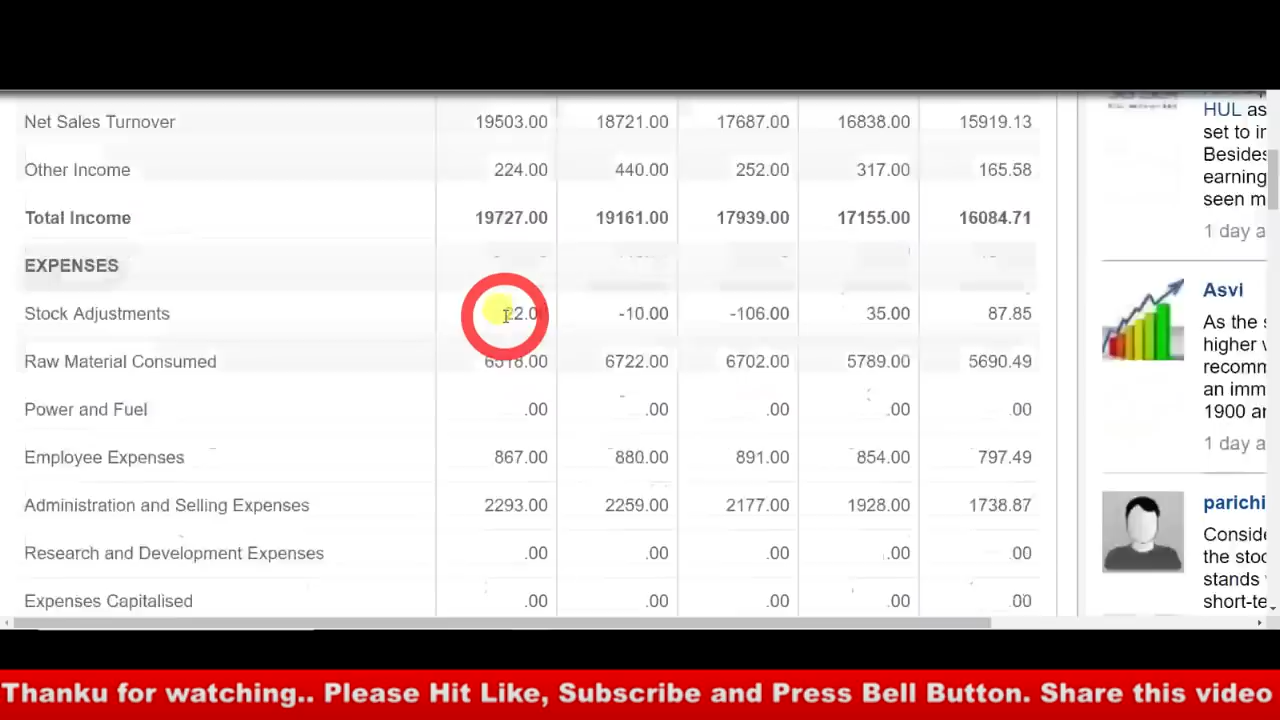 Net Sales Turnover 19503.00 18721.00 17687.00 16838.00 15919.13
Other Income 224.00 440.00 252.00 317.00 165.58
Total Income 19727.00 19161.00 17939.00 17155.00 16084.71
EXPENSES
Stock Adjustments -10.00 -106.00 35.00 87.85
Raw Material Consumed 6518.00 6722.00 6702.00 5789.00 5690.49
Power and Fuel .00 .00 .00 .00 .00
Employee Expenses 867.00 880.00 891.00 854.00 797.49
Administration and Selling Expenses 2293.00 2259.00 2177.00 1928.00 1738.87
Research and Development Expenses .00 .00 .00 .00 .00
Expenses Capitalised .00 .00 .00 .00 .00
HUL as
set to
Besides
earning
seen
1 day
Asvi
As the
higher
recomm
an imm
1900
1 day
parichi
Conside
the stoc
stands
short-te
Thanku for watching.. Please Hit Like, Subscribe and Press Bell Button. Share this video